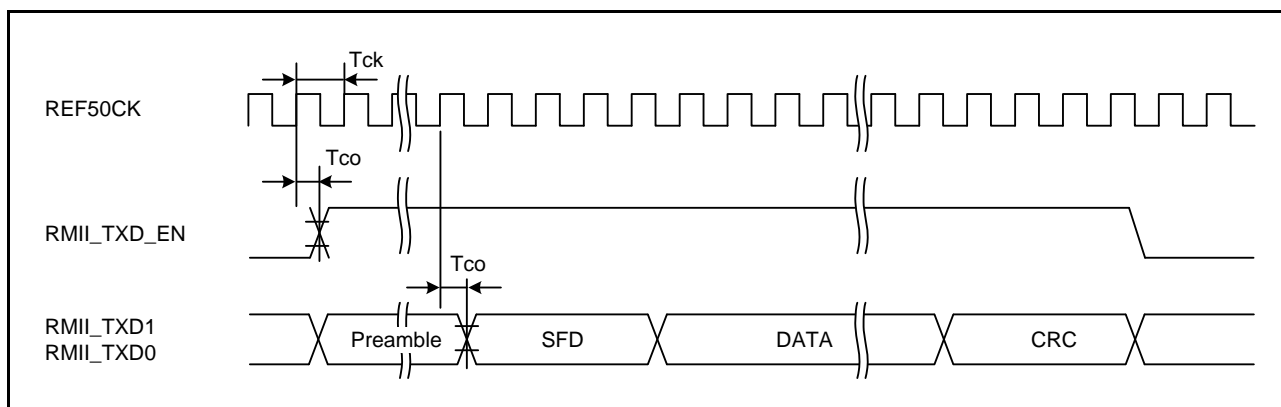 Tck
REF50CK
Tco
RMII_TXD_EN
Tco
RMII_TXD1
RMII_TXD0
Preamble
SFD
DATA
CRC